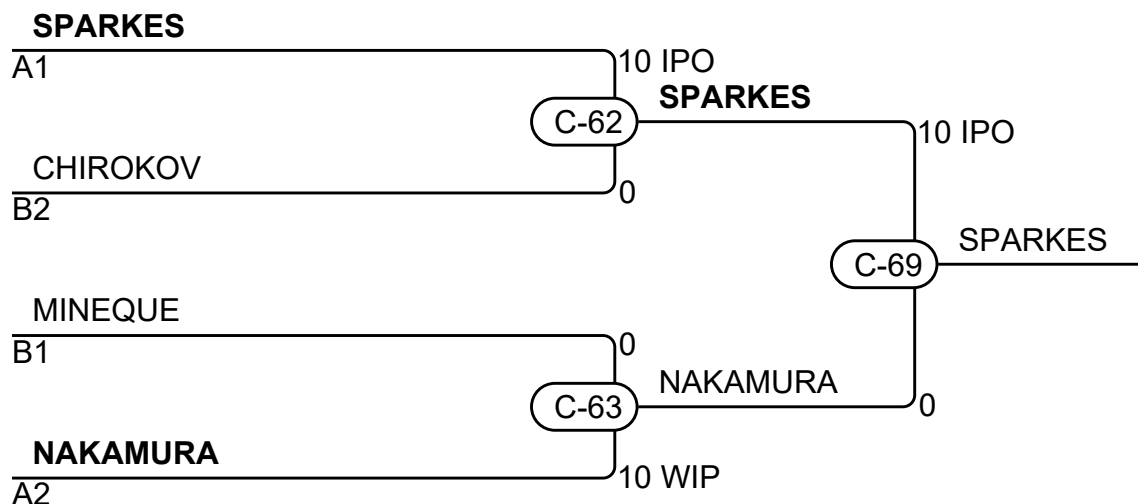 SPARKES
A1
10 IPO
SPARKES
C-62
10 IPO
CHIROKOV
B2
0
SPARKES
C-69
MINEQUE
B1
0
NAKAMURA
0
C-63
NAKAMURA
A2
10 WIP